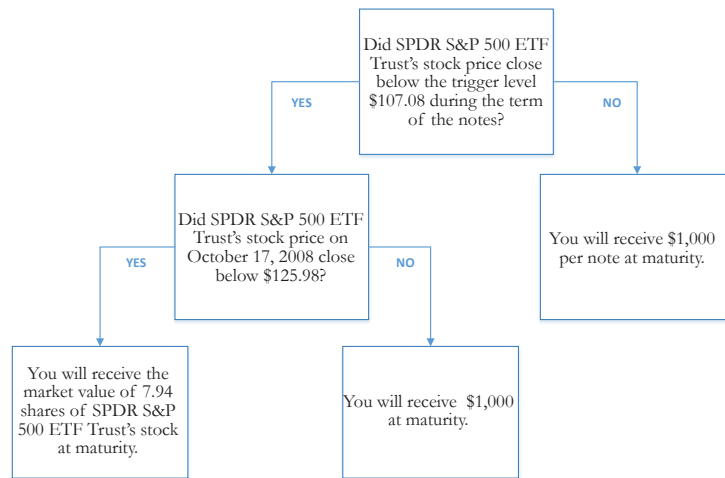 Did SPDR S&P 500 ETF
Trust's stock price close
below the trigger level
$107.08 during the term
of the notes?
YES
NO
Did SPDR S&P 500 ETF
Trust's stock price on
October 17, 2008 close
below $125.98?
You will receive $1,000
per note at maturity.
YES
NO
You will receive the
market value of 7.94
shares of SPDR S&P
500 ETF Trust's stock
at maturity.
You will receive $1,000
at maturity.